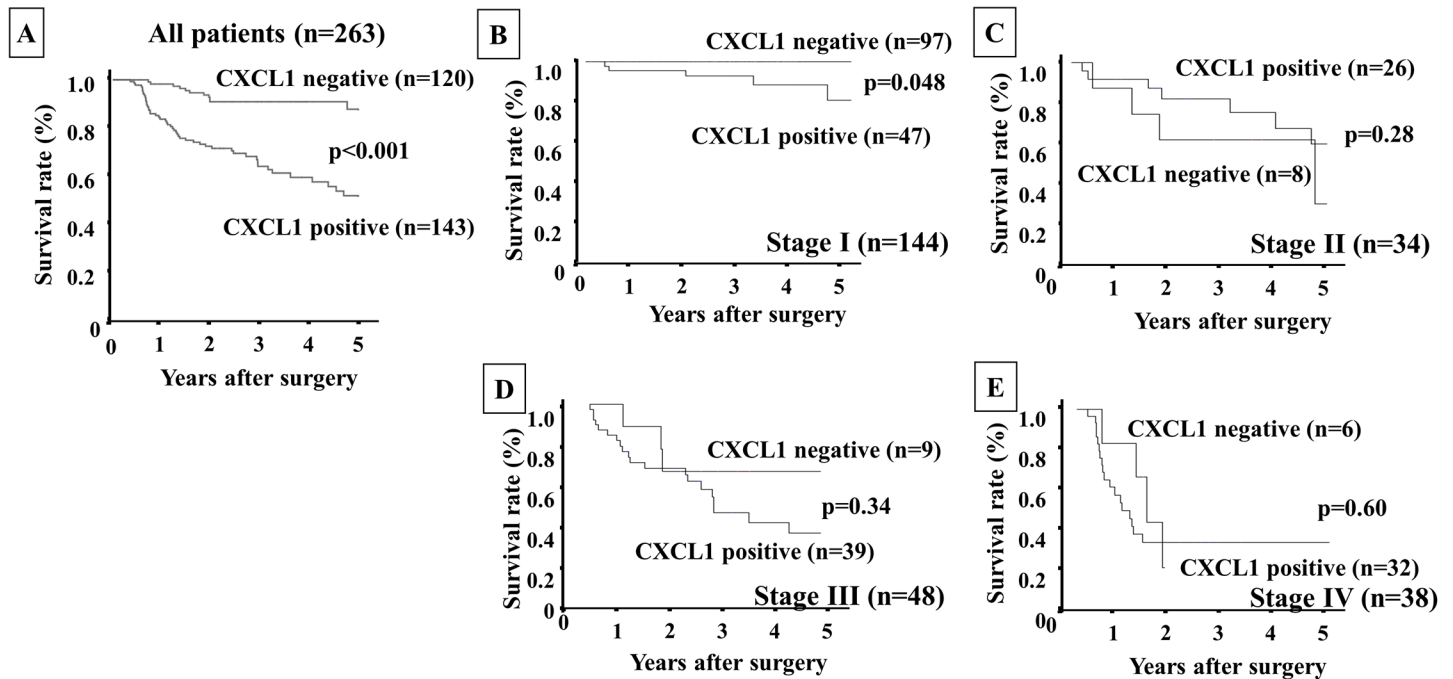 A
All patients (n=263)
1.0
0.8
0.6
0.4
0.2
0
Survival rate (%)
CXCL1 negative (n=120)
p<0.001
CXCL1 positive (n=143)
0 1 2 3 4 5
Years after surgery
B
CXCL1 negative (n=97)
1.0
0.8
0.6
0.4
0.2
0
Survival rate (%)
p=0.048
CXCL1 positive (n=47)
Stage I (n=144)
0 1 2 3 4 5
Years after surgery
C
1.0
0.8
0.6
0.4
0.2
0
Survival rate (%)
CXCL1 positive (n=26)
p=0.28
CXCL1 negative (n=8)
Stage II (n=34)
0 1 2 3 4 5
Years after surgery
D
1.0
0.8
0.6
0.4
0.2
0
Survival rate (%)
CXCL1 negative (n=9)
p=0.34
CXCL1 positive (n=39)
Stage III (n=48)
0 1 2 3 4 5
Years after surgery
E
1.0
0.8
0.6
0.4
0.2
0
Survival rate (%)
CXCL1 negative (n=6)
p=0.60
CXCL1 positive (n=32)
Stage IV (n=38)
0 1 2 3 4 5
Years after surgery